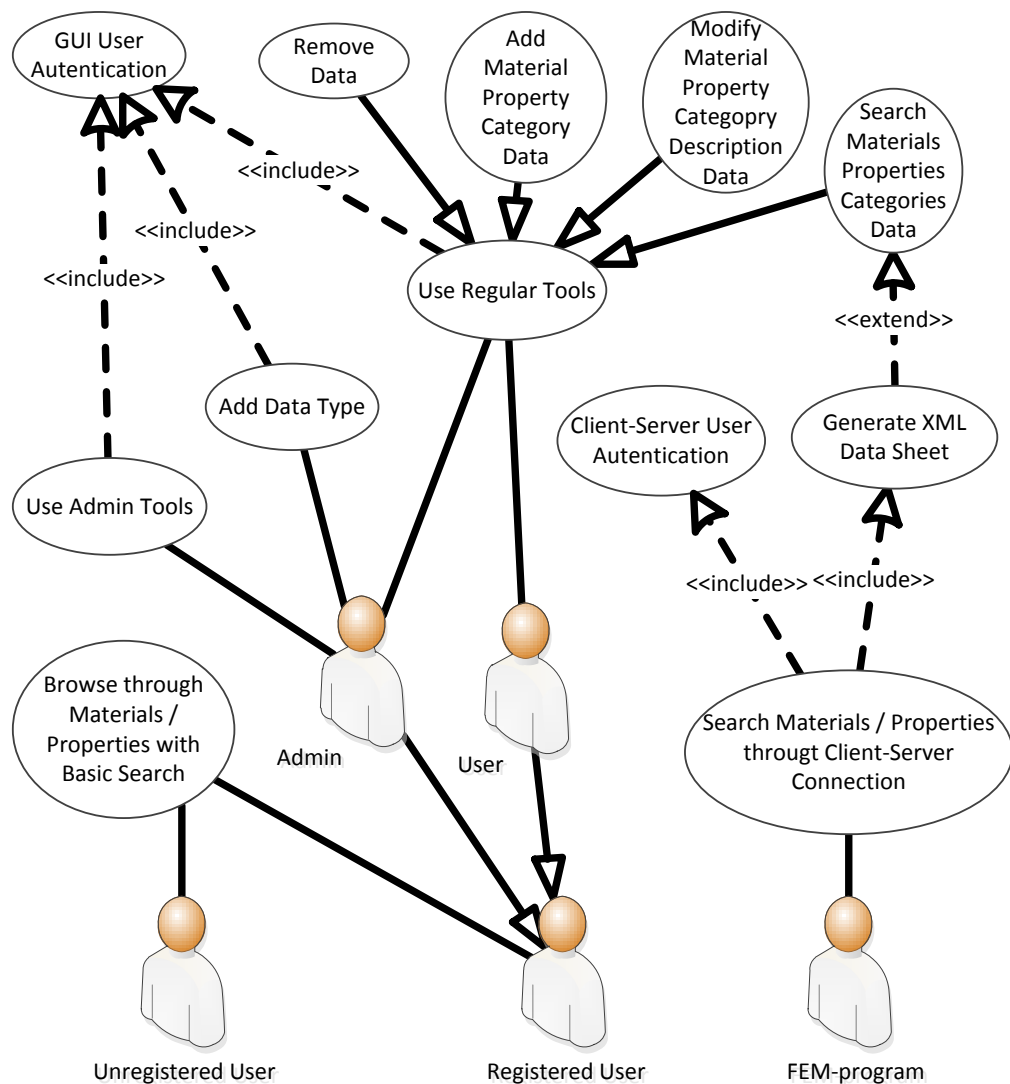 GUI User
Autentication
Remove
Data
Add
Material
Property
Category
Data
Modify
Material
Property
Categopry
Description
Data
Search
Materials
Properties
Categories
Data
<<include>>
<<include>>
<<include>>
Use Regular Tools
<<extend>>
Add Data Type
Client-Server User
Autentication
Generate XML
Data Sheet
Use Admin Tools
<<include>>
<<include>>
Browse through
Materials /
Properties with
Basic Search
Admin
User
Search Materials / Properties
througt Client-Server
Connection
Unregistered User
Registered User
FEM-program